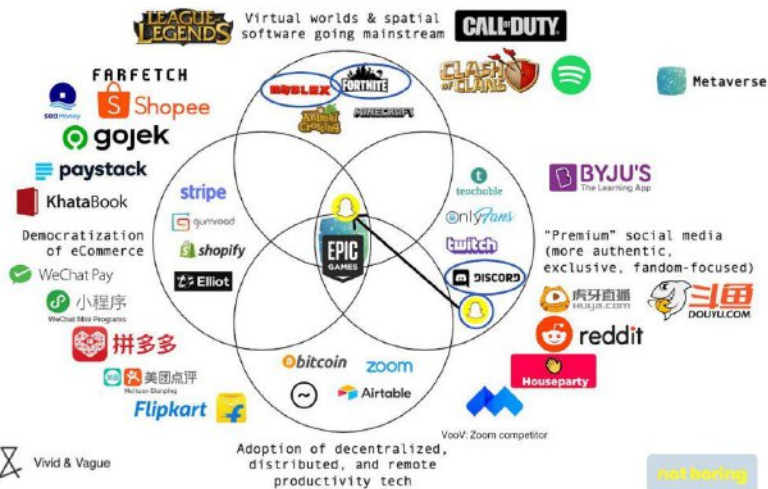 LEAGUE OF LEGENDS
Virtual worlds & spatial
software going mainstream
CALL OF DUTY
FARFETCH
ROBLEX
FORTNITE
CLASH OF CLANS
Metaverse
seaMoney
Shopee
Animal Crossing
MINECRAFT
gojek
paystack
stripe
teachable
BYJU'S
The Learning App
KhataBook
gumroad
OnlyFans
Democratization
of eCommerce
shopify
EPIC
GAMES
twitch
"Premium" social media
(more authentic,
exclusive, fandom-focused)
WeChat Pay
Elliot
DISCORD
小程序
WeChat Mini Programs
虎牙直播
Huya.com
斗鱼
DOUYU.COM
拼多多
reddit
美团点评
Meituan Dianping
bitcoin
zoom
Houseparty
Flipkart
Airtable
VooV: Zoom competitor
Vivid & Vague
Adoption of decentralized,
distributed, and remote
productivity tech
not boring